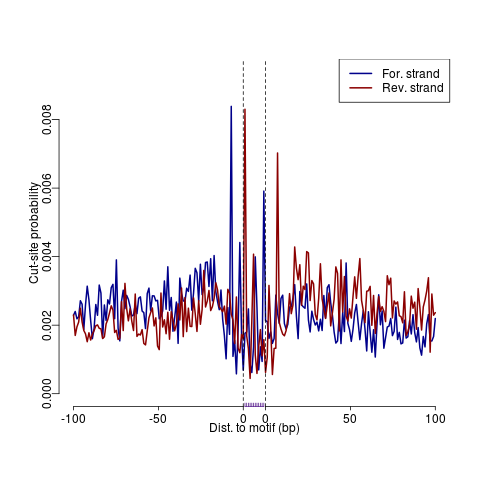 For. strand
Rev. strand
Cut-site probability
0.000
0.002
0.004
0.006
0.008
-100
-50
0
0
50
100
Dist. to motif (bp)